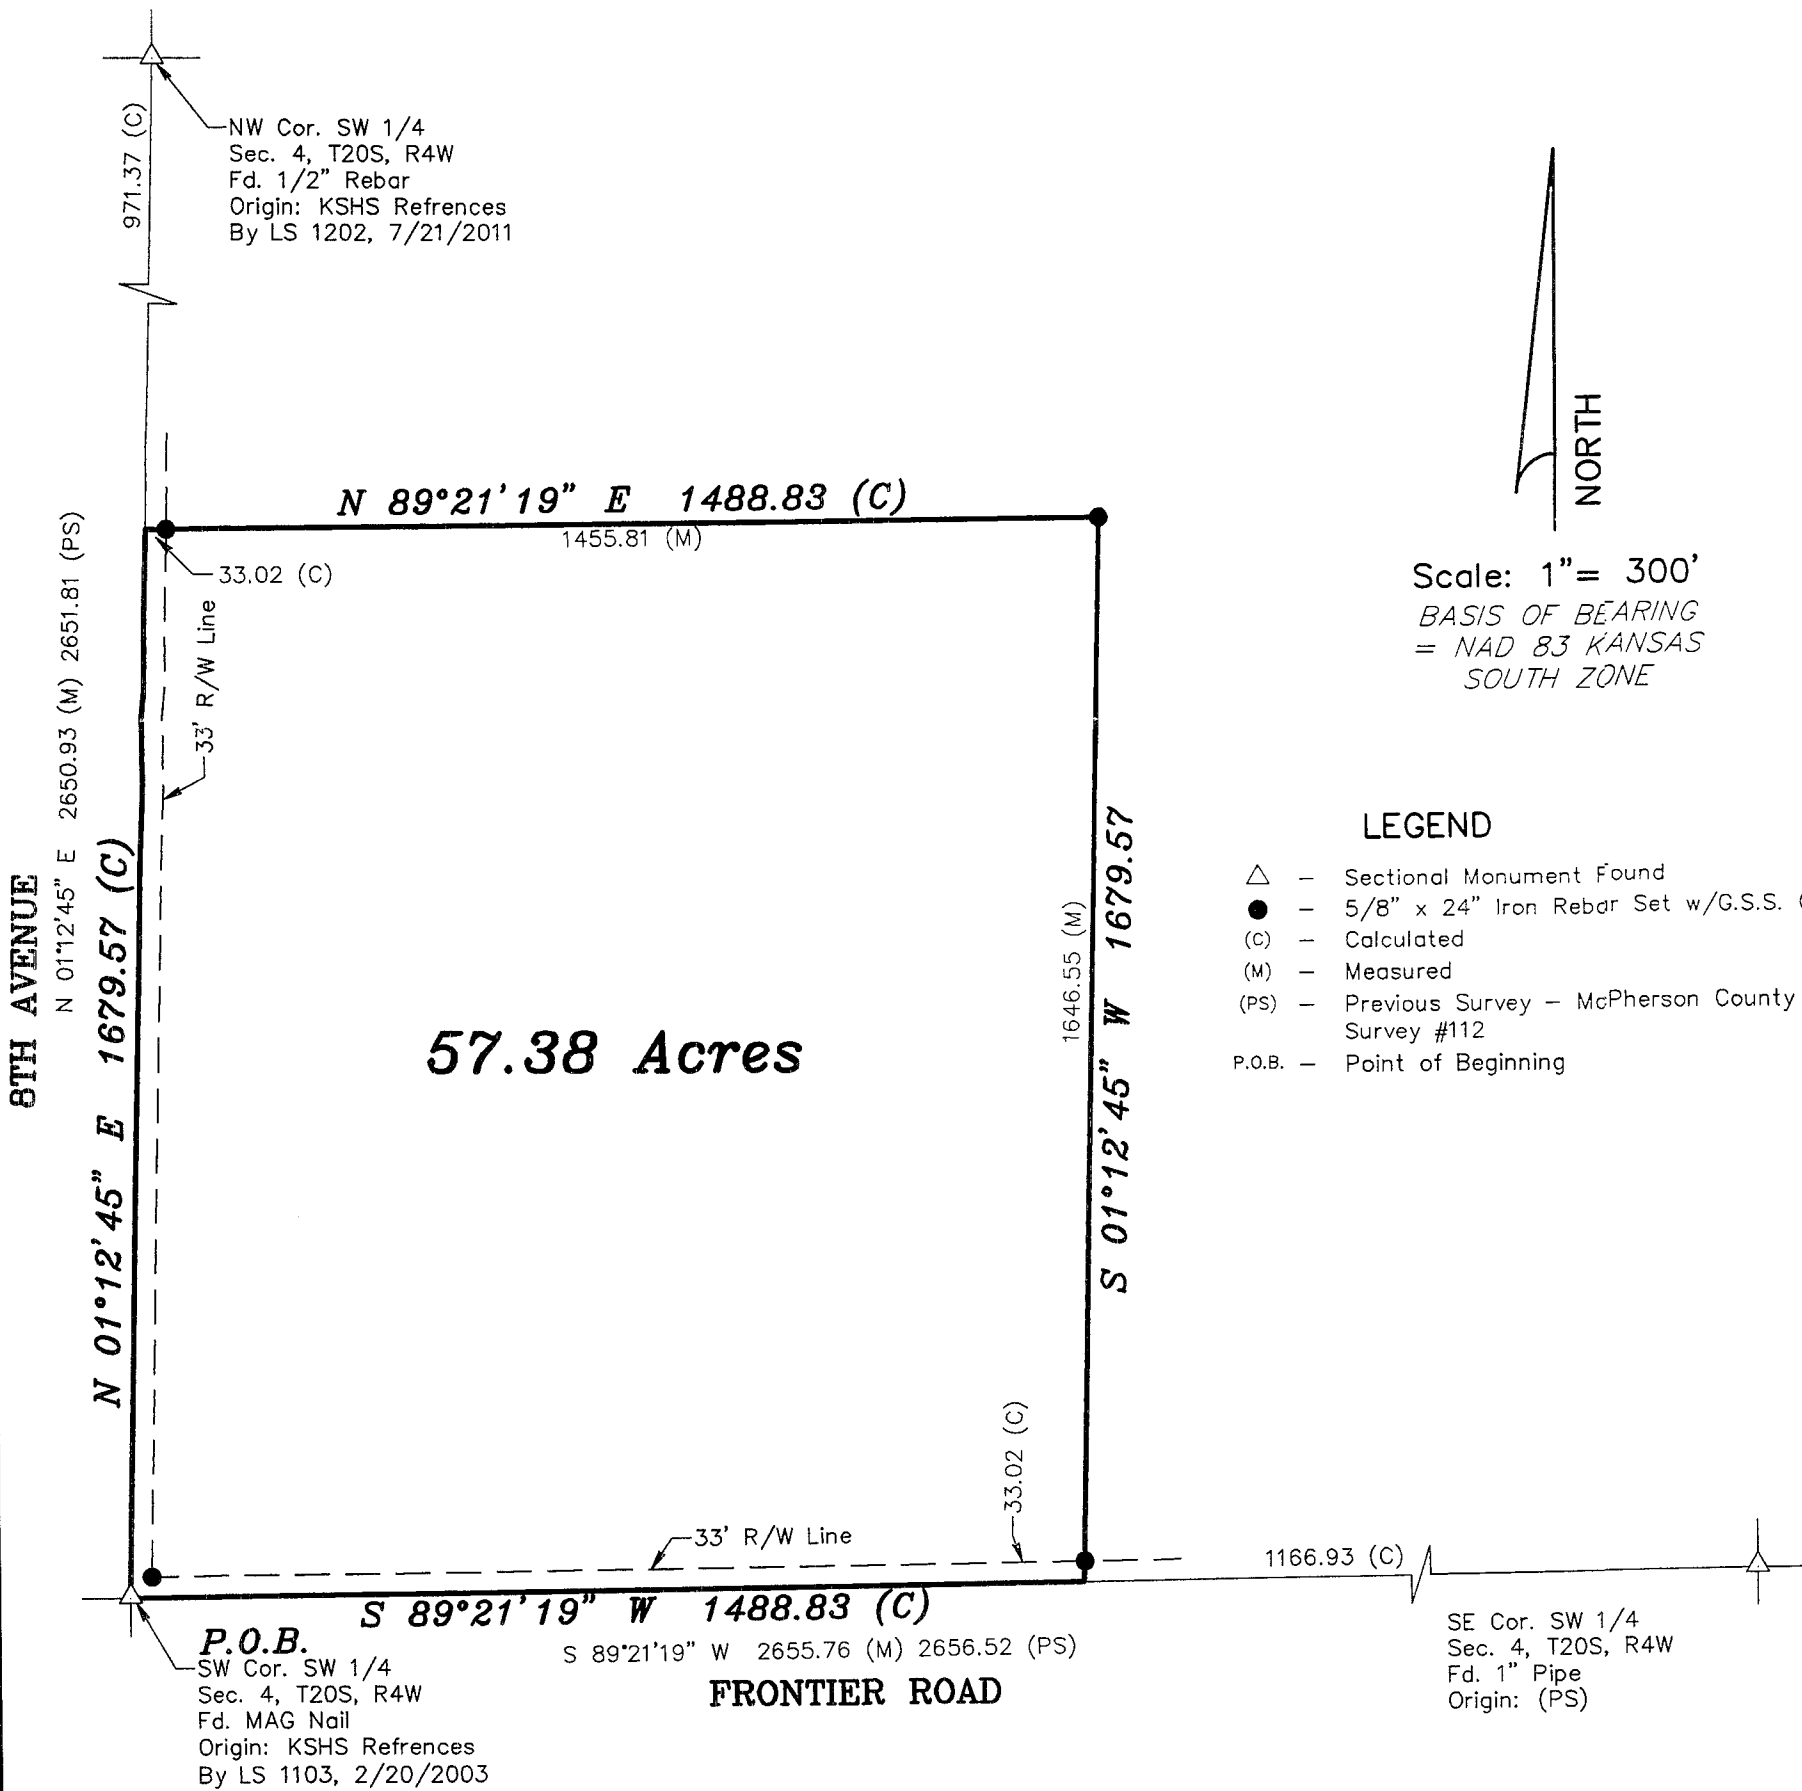 971.37 (C)
NW Cor. SW 1/4
Sec. 4, T20S, R4W
Fd. 1/2" Rebar
Origin: KSHS Refrences
By LS 1202, 7/21/2011
NORTH
Scale: 1"= 300'
BASIS OF BEARING
= NAD 83 KANSAS
SOUTH ZONE
N 89°21'19" E 1488.83 (C)
1455.81 (M)
33.02 (C)
33' R/W Line
8TH AVENUE
N 01°12'45" E 2650.93 (M) 2651.81 (PS)
N 01°12'45" E 1679.57 (C)
57.38 Acres
1646.55 (M)
S 01°12'45" W 1679.57
LEGEND
△ – Sectional Monument Found
● – 5/8" x 24" Iron Rebar Set w/G.S.S. (
(C) – Calculated
(M) – Measured
(PS) – Previous Survey – McPherson County
Survey #112
P.O.B. – Point of Beginning
33.02 (C)
33' R/W Line
1166.93 (C)
S 89°21'19" W 1488.83 (C)
S 89°21'19" W 2655.76 (M) 2656.52 (PS)
FRONTIER ROAD
P.O.B.
SW Cor. SW 1/4
Sec. 4, T20S, R4W
Fd. MAG Nail
Origin: KSHS Refrences
By LS 1103, 2/20/2003
SE Cor. SW 1/4
Sec. 4, T20S, R4W
Fd. 1" Pipe
Origin: (PS)